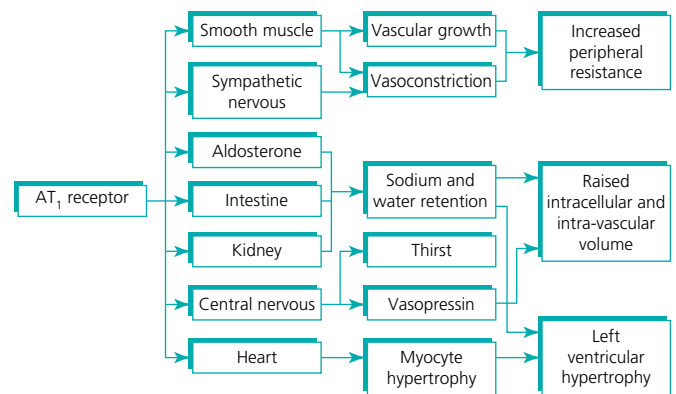 Smooth muscle
Vascular growth
Increased
peripheral
resistance
Sympathetic
nervous
Vasoconstriction
Aldosterone
AT1 receptor
Intestine
Sodium and
water retention
Raised
intracellular and
intra-vascular
volume
Kidney
Thirst
Central nervous
Vasopressin
Heart
Myocyte
hypertrophy
Left
ventricular
hypertrophy